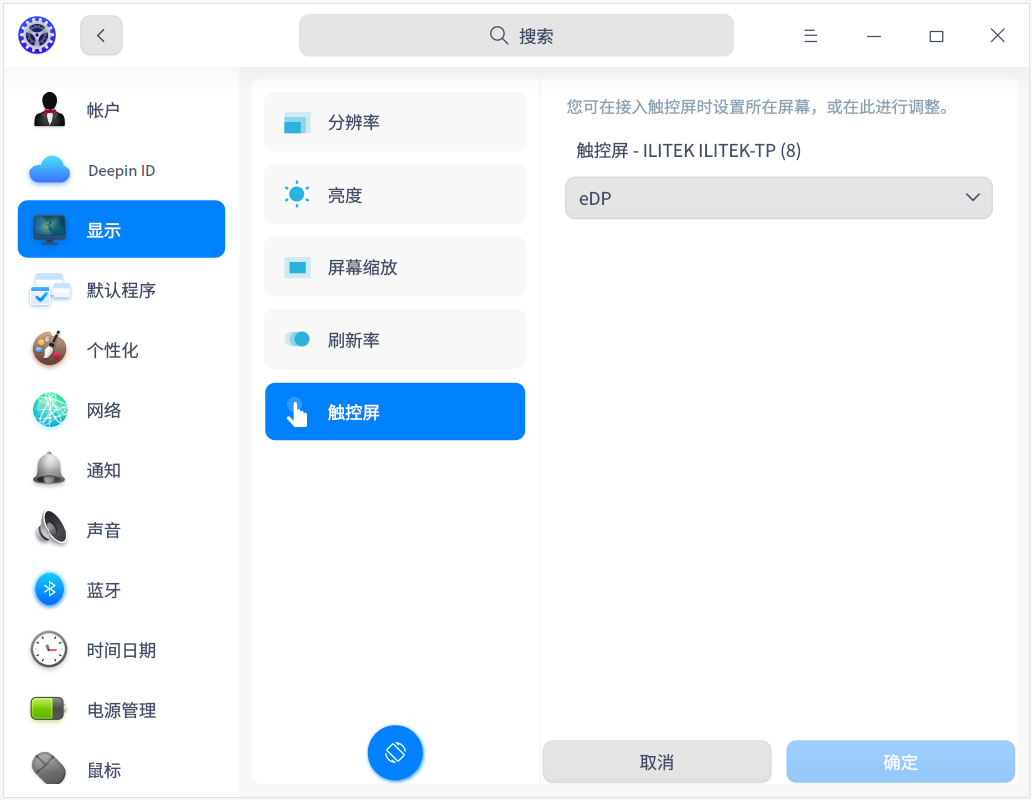 搜索
帐户
Deepin ID
显示
默认程序
个性化
网络
通知
声音
蓝牙
时间日期
电源管理
鼠标
分辨率
亮度
屏幕缩放
刷新率
触控屏
您可在接入触控屏时设置所在屏幕，或在此进行调整。
触控屏 - ILITEK ILITEK-TP (8)
eDP
取消
确定